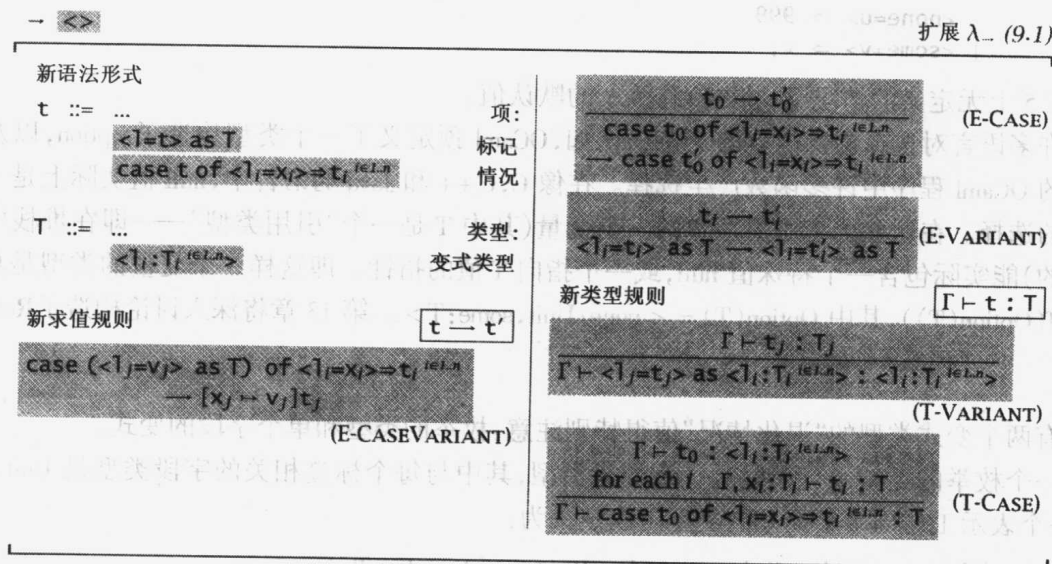 → <>
扩展 λ→ (9.1)
新语法形式
t ::= ...
项:
<l=t> as T
标记
case t of <lᵢ=xᵢ>⇒tᵢ ⁱ∈¹··ⁿ
情况
T ::= ...
类型:
<lᵢ:Tᵢ ⁱ∈¹··ⁿ>
变式类型
新求值规则
t → t′
case (<lⱼ=vⱼ> as T) of <lᵢ=xᵢ>⇒tᵢ ⁱ∈¹··ⁿ
→ [xⱼ ↦ vⱼ]tⱼ
(E-CASEVARIANT)
t₀ → t₀′
case t₀ of <lᵢ=xᵢ>⇒tᵢ ⁱ∈¹··ⁿ
→ case t₀′ of <lᵢ=xᵢ>⇒tᵢ ⁱ∈¹··ⁿ
(E-CASE)
tᵢ → tᵢ′
<lᵢ=tᵢ> as T → <lᵢ=tᵢ′> as T
(E-VARIANT)
新类型规则
Γ ⊢ t : T
Γ ⊢ tⱼ : Tⱼ
Γ ⊢ <lⱼ=tⱼ> as <lᵢ:Tᵢ ⁱ∈¹··ⁿ> : <lᵢ:Tᵢ ⁱ∈¹··ⁿ>
(T-VARIANT)
Γ ⊢ t₀ : <lᵢ:Tᵢ ⁱ∈¹··ⁿ>
for each i Γ, xᵢ:Tᵢ ⊢ tᵢ : T
Γ ⊢ case t₀ of <lᵢ=xᵢ>⇒tᵢ ⁱ∈¹··ⁿ : T
(T-CASE)